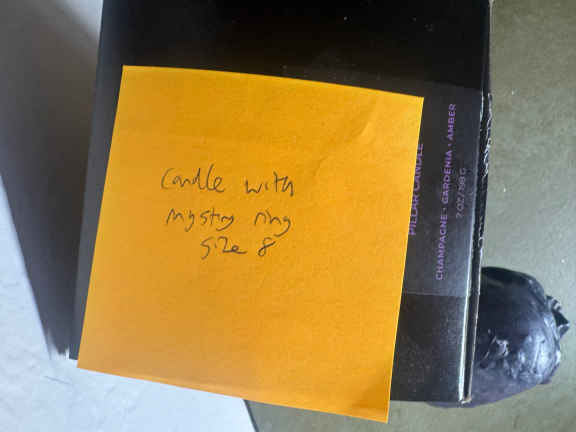 Candle with
mystery ring
size 8
PILLAR CANDLE
CHAMPAGNE • GARDENIA • AMBER
7 OZ/198 G